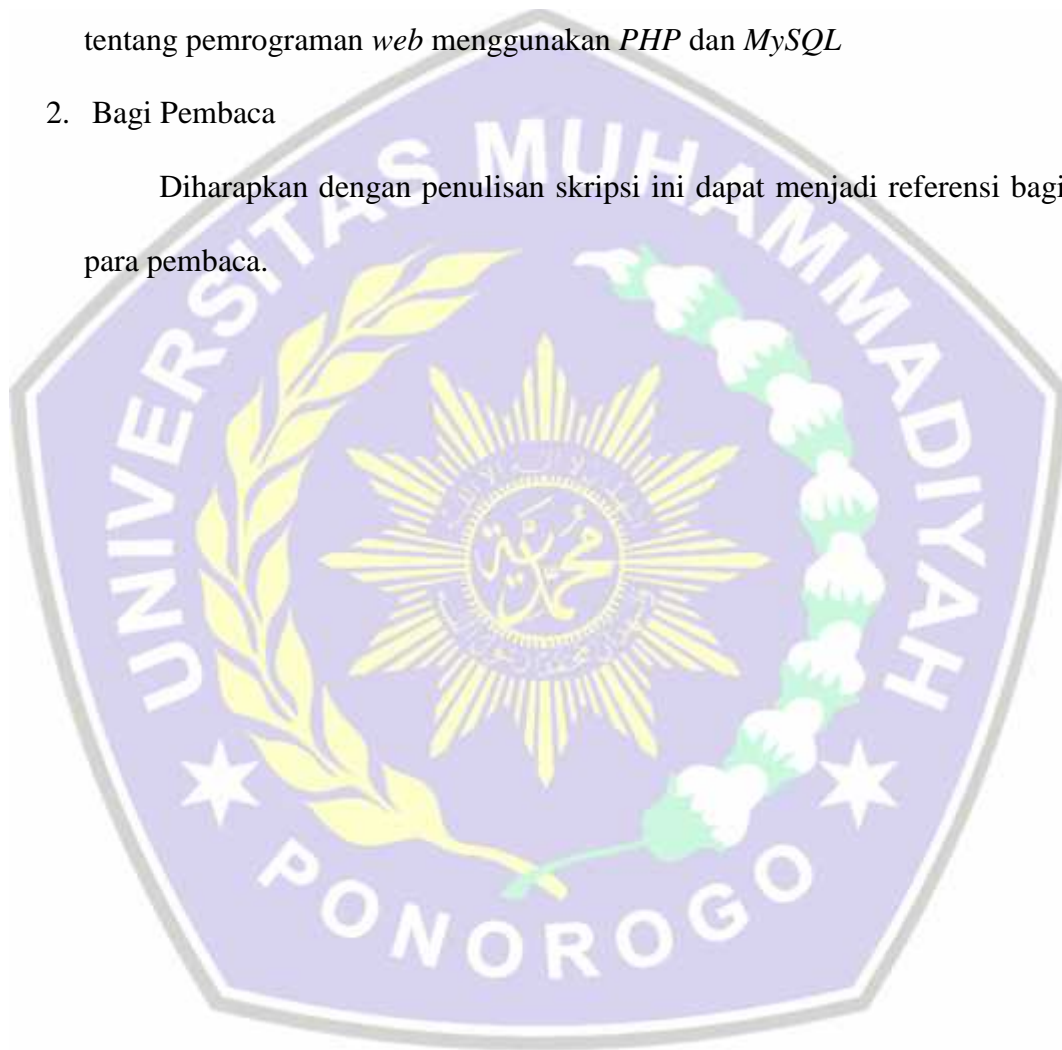 tentang pemrograman web menggunakan PHP dan MySQL
2. Bagi Pembaca
Diharapkan dengan penulisan skripsi ini dapat menjadi referensi bagi
para pembaca.
UNIVERSITAS MUHAMMADIYAH
محمدية
PONOROGO